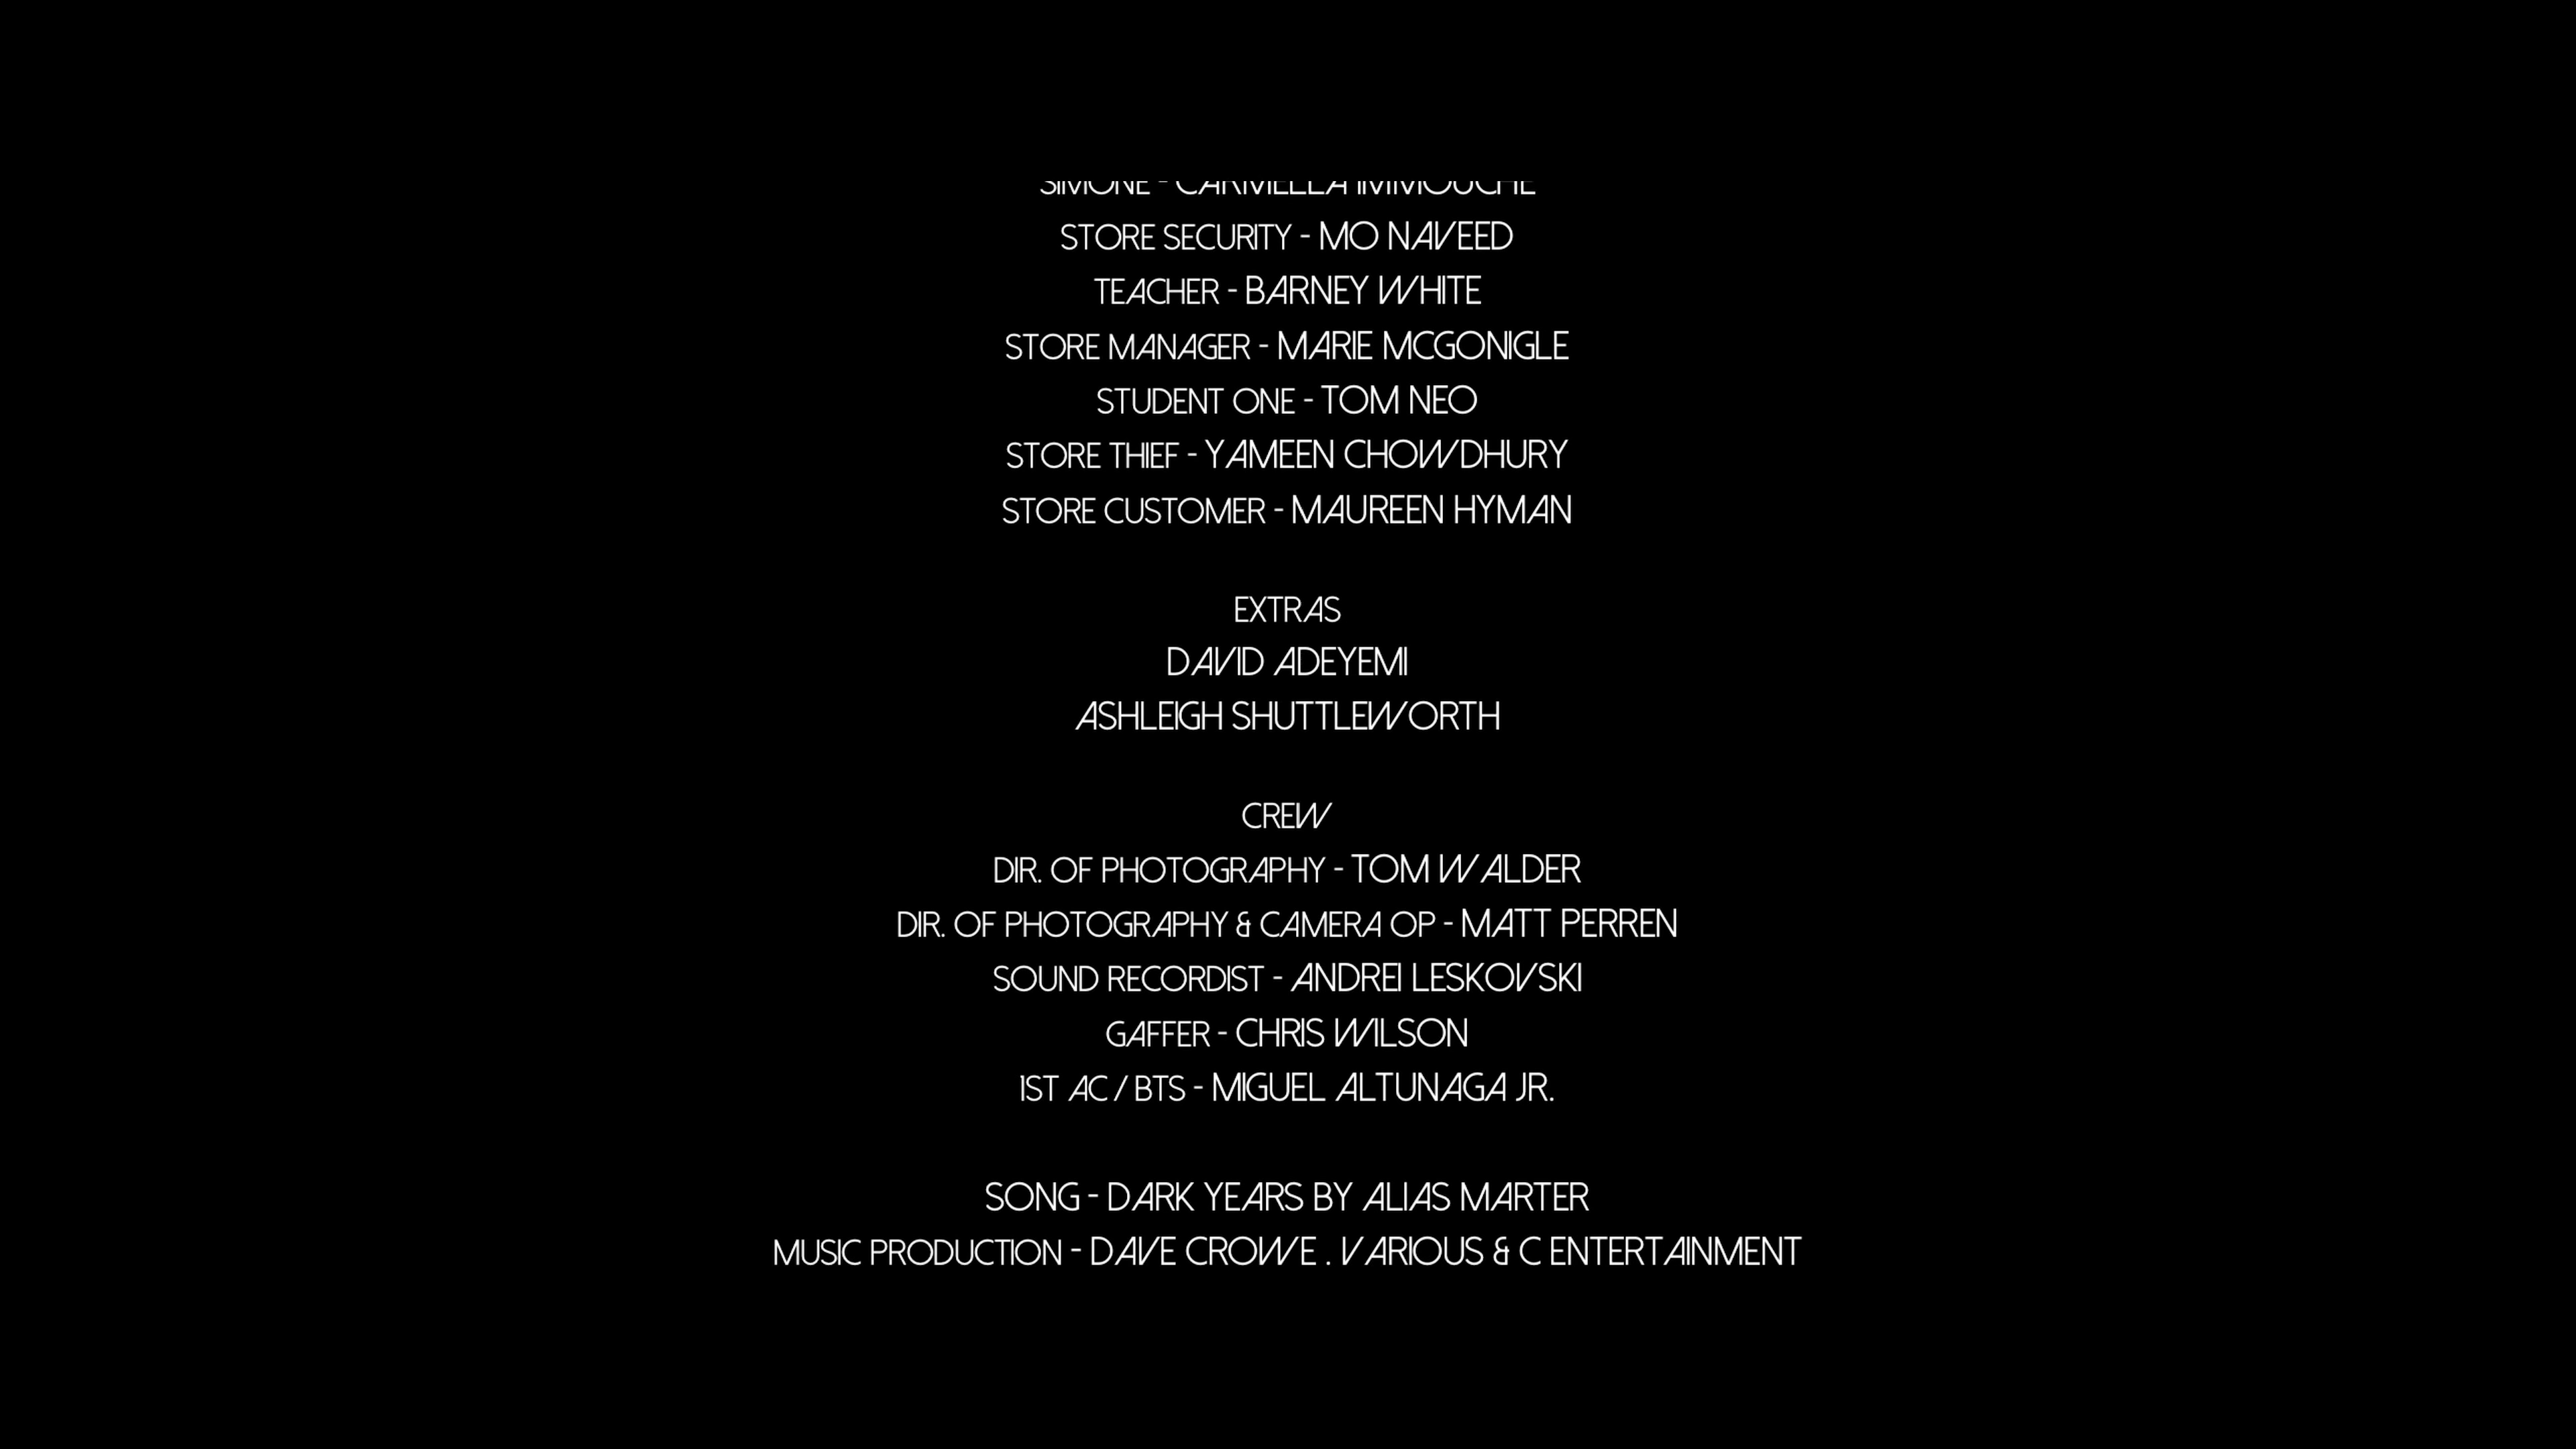 SIMONE - CARMELLA IMMOUCHE
STORE SECURITY - MO NAVEED
TEACHER - BARNEY WHITE
STORE MANAGER - MARIE MCGONIGLE
STUDENT ONE - TOM NEO
STORE THIEF - YAMEEN CHOWDHURY
STORE CUSTOMER - MAUREEN HYMAN
EXTRAS
DAVID ADEYEMI
ASHLEIGH SHUTTLEWORTH
CREW
DIR. OF PHOTOGRAPHY - TOM WALDER
DIR. OF PHOTOGRAPHY & CAMERA OP - MATT PERREN
SOUND RECORDIST - ANDREI LESKOVSKI
GAFFER - CHRIS WILSON
1ST AC / BTS - MIGUEL ALTUNAGA JR.
SONG - DARK YEARS BY ALIAS MARTER
MUSIC PRODUCTION - DAVE CROWE . VARIOUS & C ENTERTAINMENT